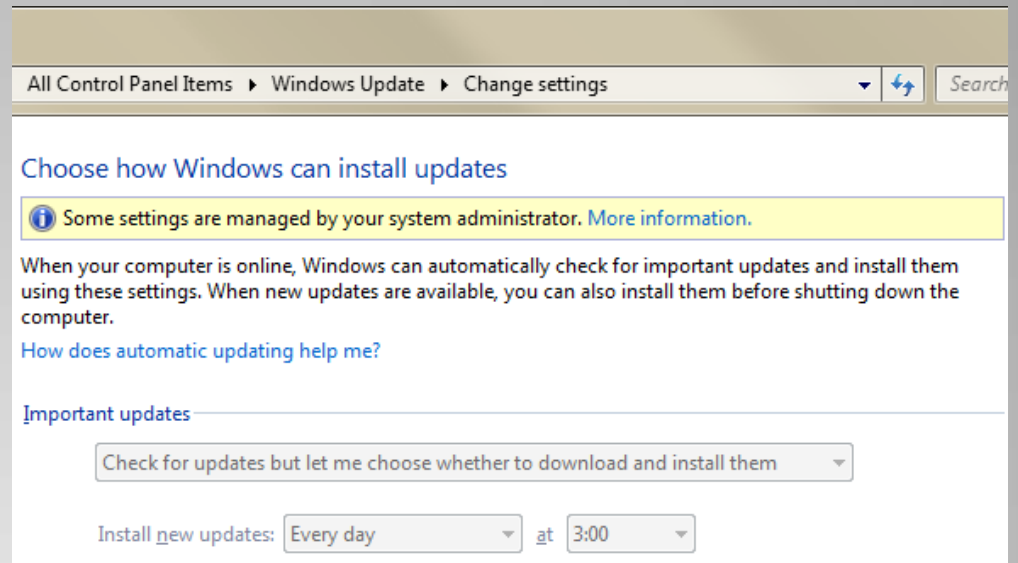 All Control Panel Items ▸ Windows Update ▸ Change settings
Search
Choose how Windows can install updates
Some settings are managed by your system administrator. More information.
When your computer is online, Windows can automatically check for important updates and install them
using these settings. When new updates are available, you can also install them before shutting down the
computer.
How does automatic updating help me?
Important updates
Check for updates but let me choose whether to download and install them
Install new updates: Every day at 3:00